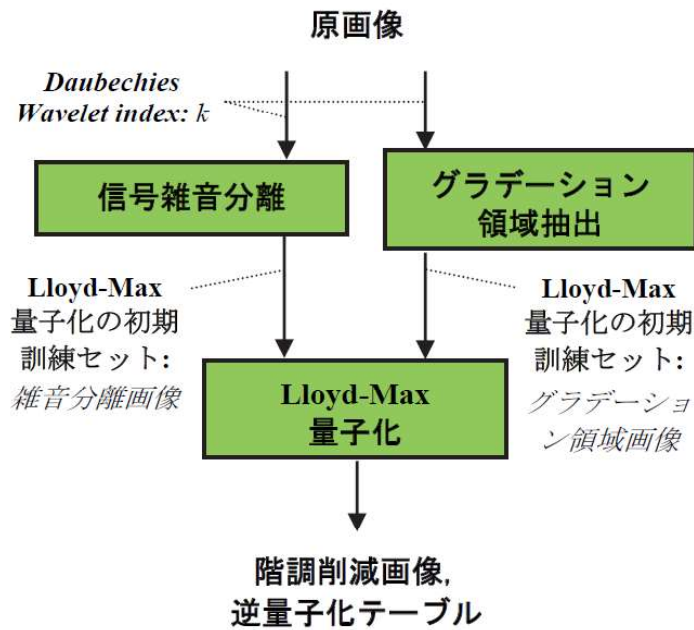 原画像
Daubechies
Wavelet index: k
信号雑音分離
グラデーション
領域抽出
Lloyd-Max
量子化の初期
訓練セット:
雑音分離画像
Lloyd-Max
量子化の初期
訓練セット:
グラデーショ
ン領域画像
Lloyd-Max
量子化
階調削減画像,
逆量子化テーブル